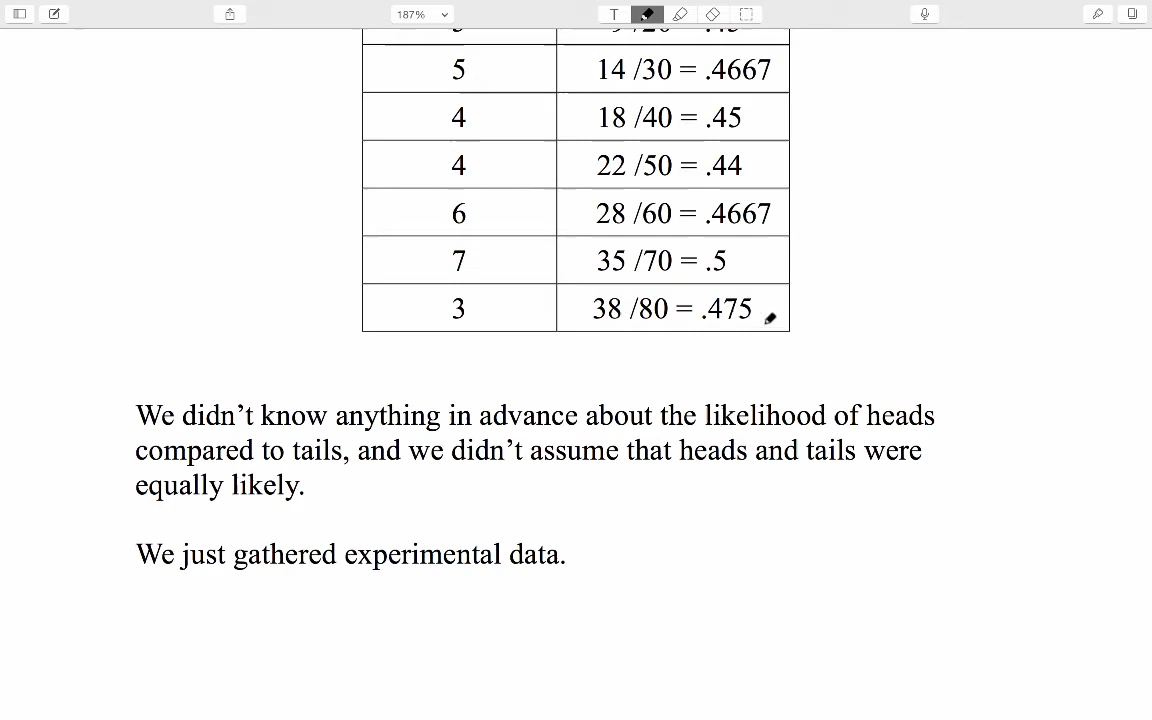 187%
T
5 14 /30 = .4667
4 18 /40 = .45
4 22 /50 = .44
6 28 /60 = .4667
7 35 /70 = .5
3 38 /80 = .475
We didn’t know anything in advance about the likelihood of heads
compared to tails, and we didn’t assume that heads and tails were
equally likely.
We just gathered experimental data.